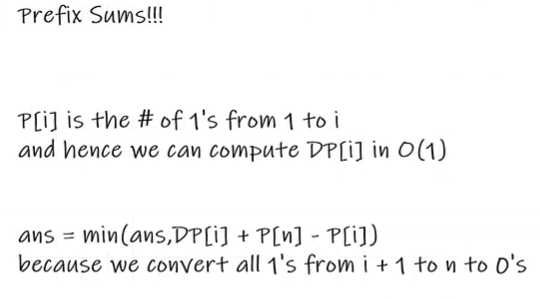 Prefix Sums!!!
P[i] is the # of 1's from 1 to i
and hence we can compute DP[i] in O(1)
ans = min(ans,DP[i] + P[n] - P[i])
because we convert all 1's from i + 1 to n to 0's